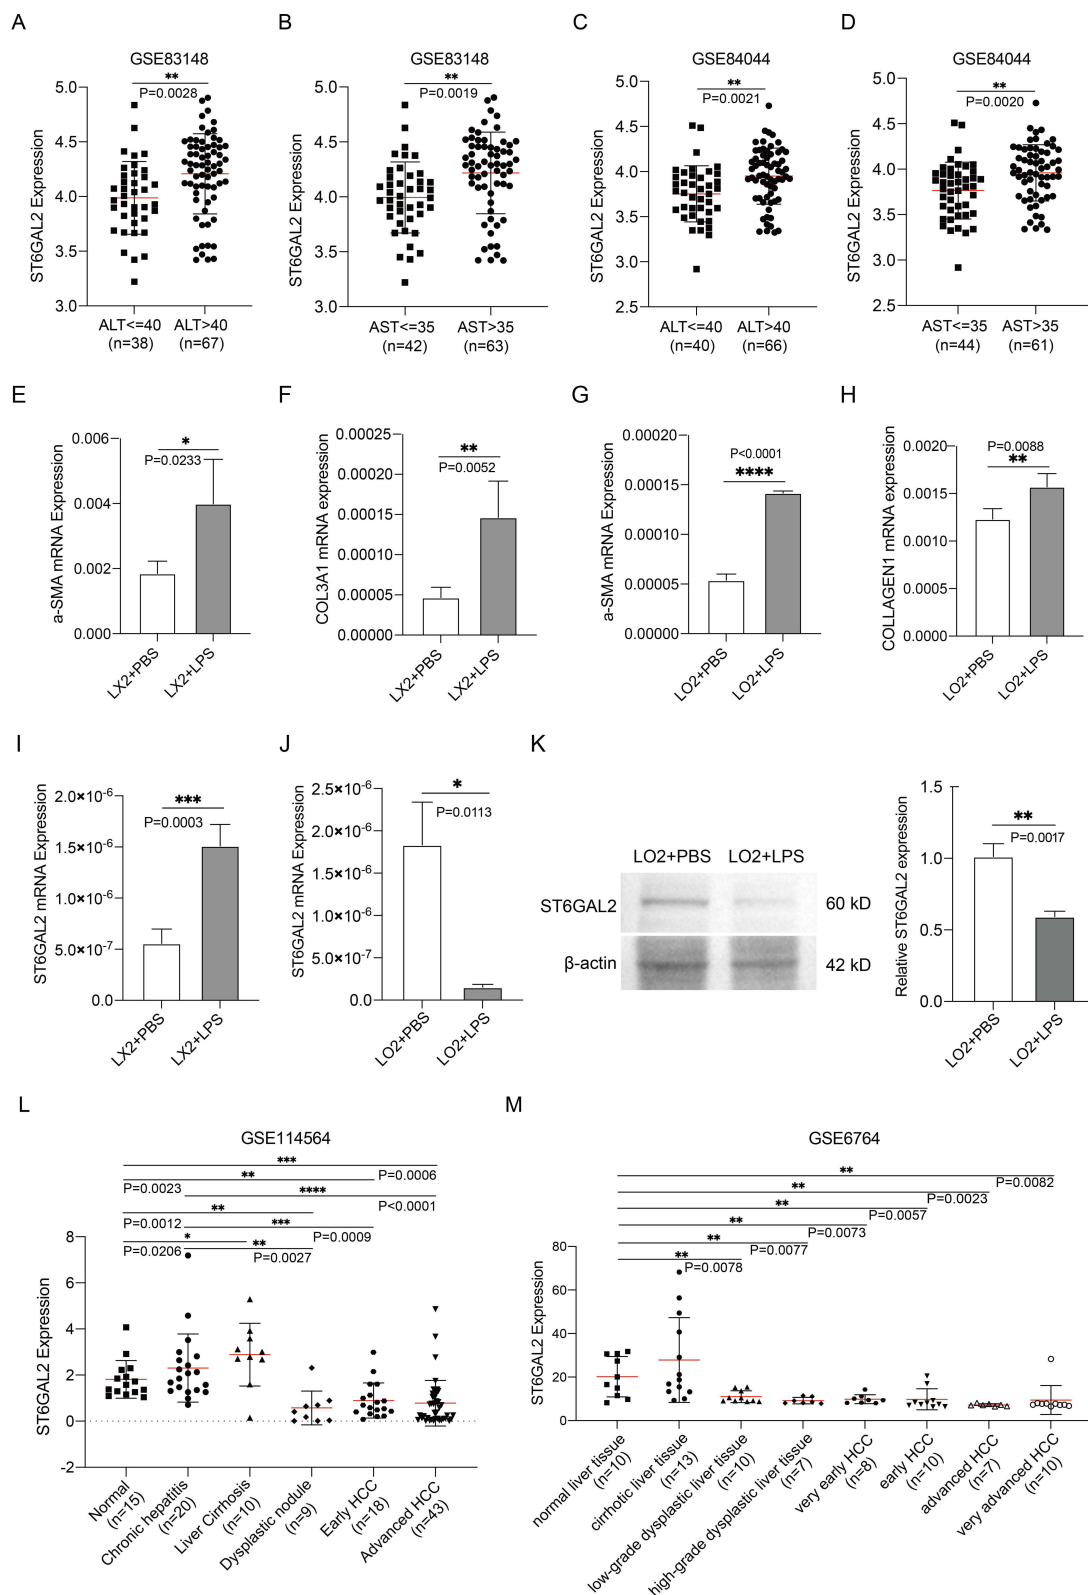 A
GSE83148
**
P=0.0028
ST6GAL2 Expression
5.0
4.5
4.0
3.5
3.0
ALT<=40
(n=38)
ALT>40
(n=67)
B
GSE83148
**
P=0.0019
ST6GAL2 Expression
5.0
4.5
4.0
3.5
3.0
AST<=35
(n=42)
AST>35
(n=63)
C
GSE84044
**
P=0.0021
ST6GAL2 Expression
5.0
4.5
4.0
3.5
3.0
2.5
ALT<=40
(n=40)
ALT>40
(n=66)
D
GSE84044
**
P=0.0020
ST6GAL2 Expression
5.0
4.5
4.0
3.5
3.0
2.5
AST<=35
(n=44)
AST>35
(n=61)
E
a-SMA mRNA Expression
0.006
0.004
0.002
0.000
*
P=0.0233
LX2+PBS
LX2+LPS
F
COL3A1 mRNA expression
0.00025
0.00020
0.00015
0.00010
0.00005
0.00000
**
P=0.0052
LX2+PBS
LX2+LPS
G
a-SMA mRNA expression
0.00020
0.00015
0.00010
0.00005
0.00000
P<0.0001
****
LO2+PBS
LO2+LPS
H
COLLAGEN1 mRNA expression
0.0020
0.0015
0.0010
0.0005
0.0000
P=0.0088
**
LO2+PBS
LO2+LPS
I
ST6GAL2 mRNA Expression
2.0×10⁻⁶
1.5×10⁻⁶
1.0×10⁻⁶
5.0×10⁻⁷
0.0
***
P=0.0003
LX2+PBS
LX2+LPS
J
ST6GAL2 mRNA Expression
2.5×10⁻⁶
2.0×10⁻⁶
1.5×10⁻⁶
1.0×10⁻⁶
5.0×10⁻⁷
0.0
*
P=0.0113
LO2+PBS
LO2+LPS
K
LO2+PBS LO2+LPS
ST6GAL2
60 kD
β-actin
42 kD
Relative ST6GAL2 expression
1.5
1.0
0.5
0.0
**
P=0.0017
LO2+PBS
LO2+LPS
L
GSE114564
***
P=0.0006
**
P=0.0023
****
P<0.0001
**
P=0.0012
***
P=0.0009
*
P=0.0206
**
P=0.0027
ST6GAL2 Expression
8
6
4
2
0
-2
Normal
(n=15)
Chronic hepatitis
(n=20)
Liver Cirrhosis
(n=10)
Dysplastic nodule
(n=9)
Early HCC
(n=18)
Advanced HCC
(n=43)
M
GSE6764
**
P=0.0082
**
P=0.0023
**
P=0.0057
**
P=0.0073
**
P=0.0077
**
P=0.0078
ST6GAL2 Expression
80
60
40
20
0
normal liver tissue
(n=10)
cirrhotic liver tissue
(n=13)
low-grade dysplastic liver tissue
(n=10)
high-grade dysplastic liver tissue
(n=7)
very early HCC
(n=8)
early HCC
(n=10)
advanced HCC
(n=7)
very advanced HCC
(n=10)